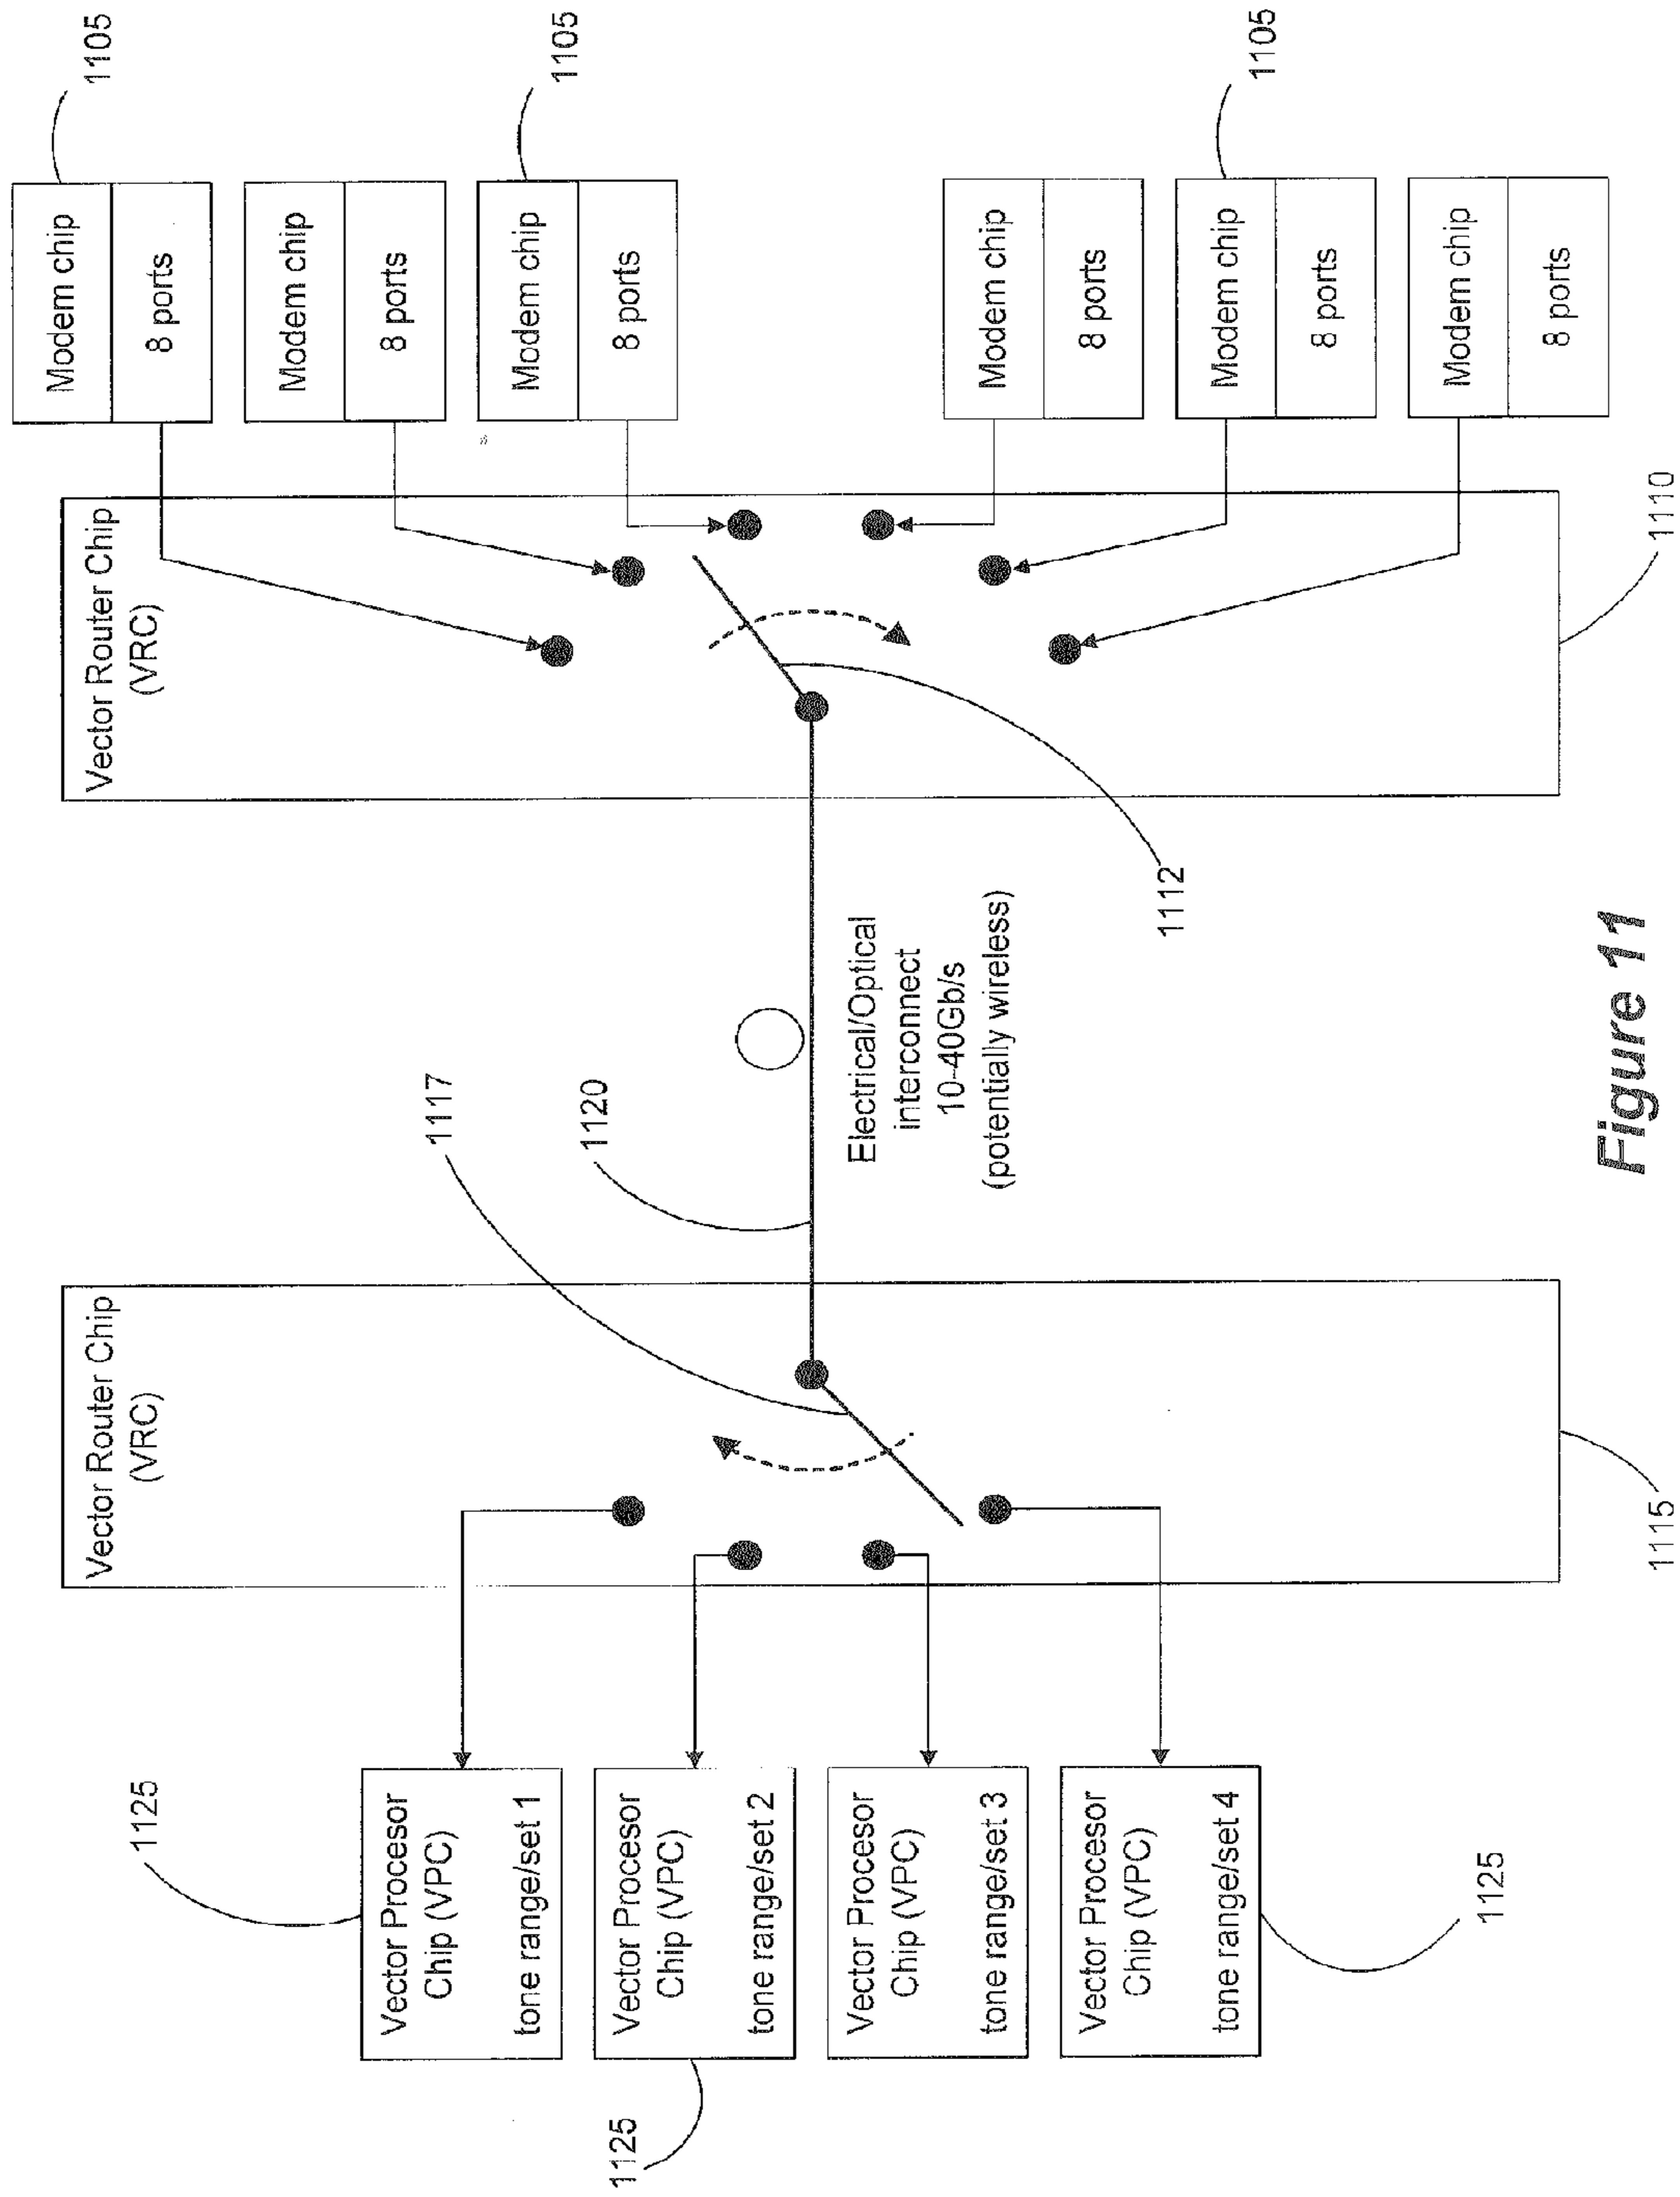 1125
Vector Procesor
Chip (VPC)
tone range/set 1
Vector Procesor
Chip (VPC)
tone range/set 2
1125
Vector Procesor
Chip (VPC)
tone range/set 3
Vector Procesor
Chip (VPC)
tone range/set 4
1125
Vector Router Chip
(VRC)
1115
1117
1120
Electrical/Optical
interconnect
10-40Gb/s
(potentially wireless)
1112
Vector Router Chip
(VRC)
1110
Modem chip
8 ports
1105
Modem chip
8 ports
Modem chip
8 ports
1105
Modem chip
8 ports
Modem chip
8 ports
1105
Modem chip
8 ports
Figure 11